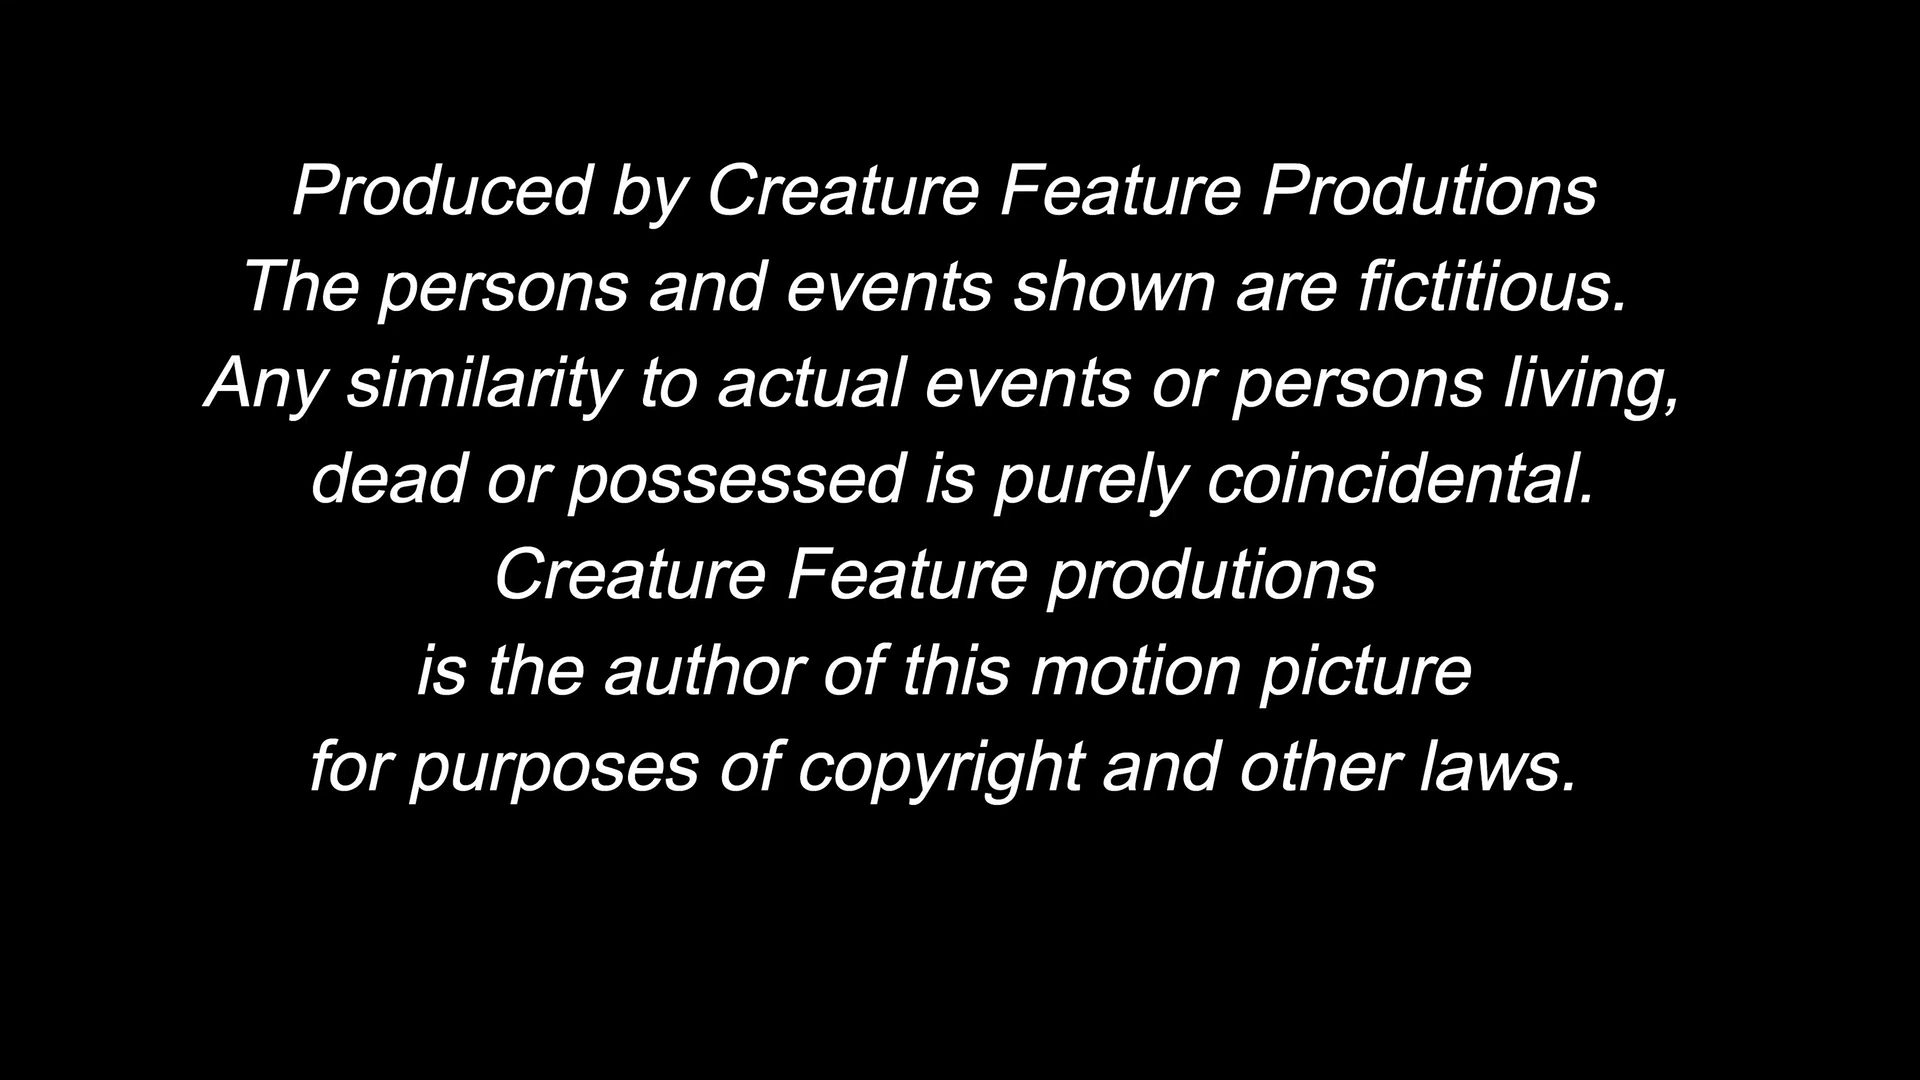 Produced by Creature Feature Produtions
The persons and events shown are fictitious.
Any similarity to actual events or persons living,
dead or possessed is purely coincidental.
Creature Feature produtions
is the author of this motion picture
for purposes of copyright and other laws.